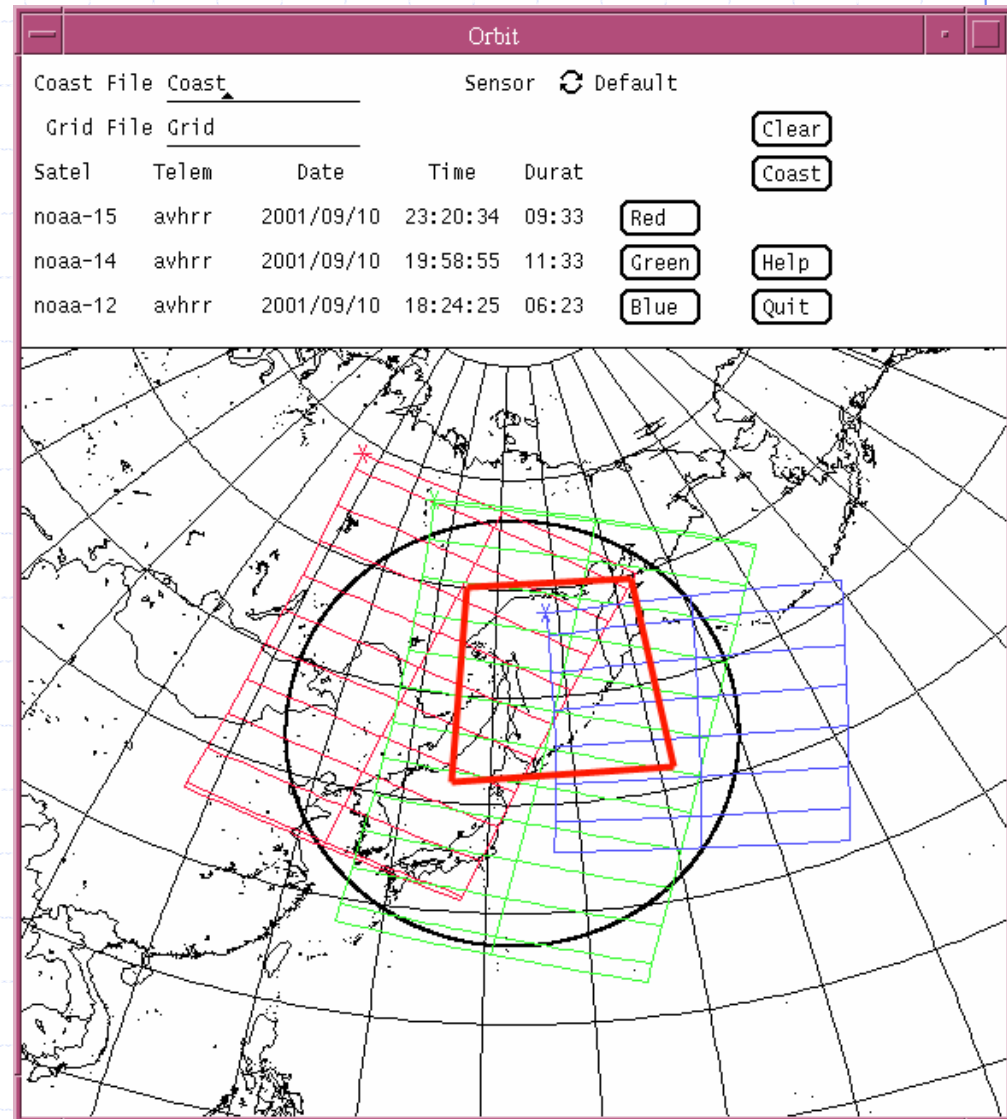 Orbit
Coast File Coast Sensor Default
Grid File Grid Clear
Satel Telem Date Time Durat Coast
noaa-15 avhrr 2001/09/10 23:20:34 09:33 Red
noaa-14 avhrr 2001/09/10 19:58:55 11:33 Green Help
noaa-12 avhrr 2001/09/10 18:24:25 06:23 Blue Quit